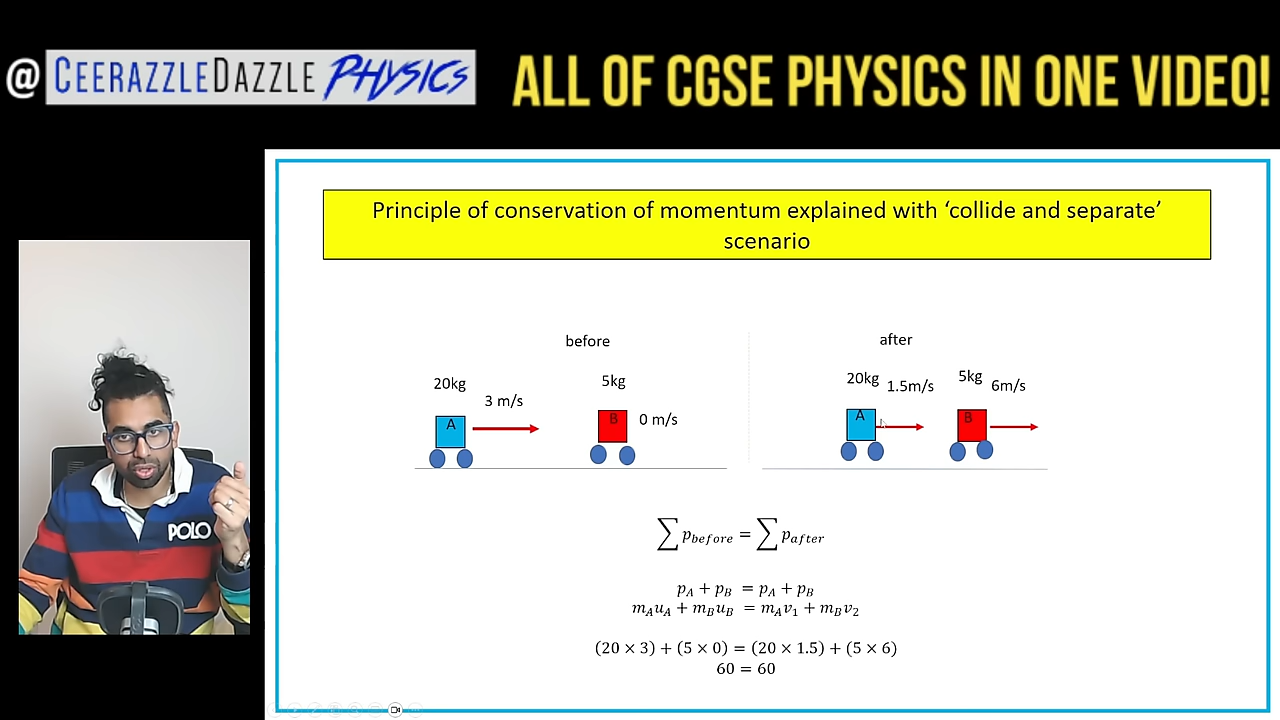 @ CEERAZZLEDAZZLE PHYSICS
ALL OF CGSE PHYSICS IN ONE VIDEO!
Principle of conservation of momentum explained with ‘collide and separate’
scenario
before
after
20kg
3 m/s
5kg
0 m/s
A
B
20kg
1.5m/s
5kg
6m/s
A
B
∑ p_before = ∑ p_after
p_A + p_B = p_A + p_B
m_A u_A + m_B u_B = m_A v_1 + m_B v_2
(20 × 3) + (5 × 0) = (20 × 1.5) + (5 × 6)
60 = 60
POLO